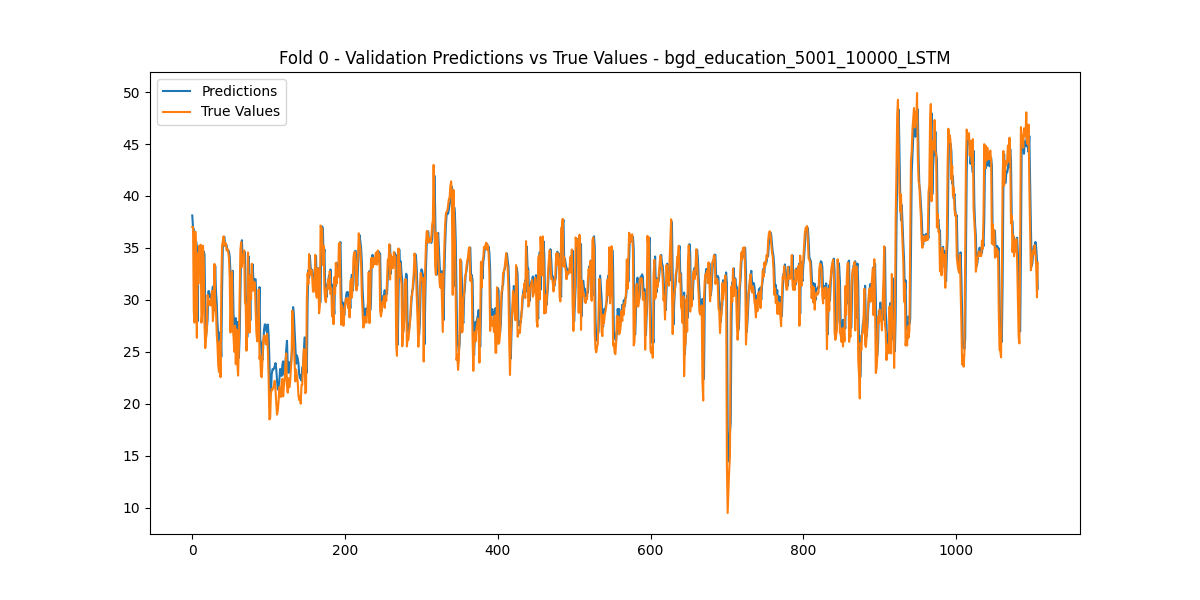 Fold 0 - Validation Predictions vs True Values - bgd_education_5001_10000_LSTM
Predictions
True Values
50
45
40
35
30
25
20
15
10
0 200 400 600 800 1000